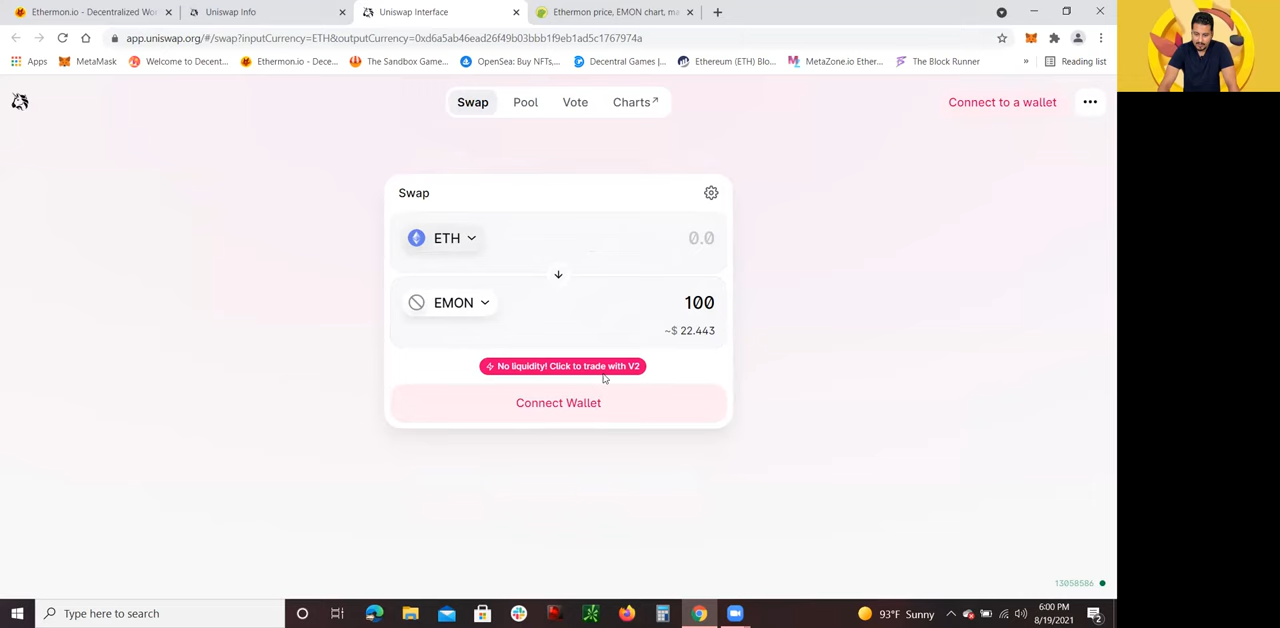 Ethermon.io - Decentralized Wo
Uniswap Info
Uniswap Interface
Ethermon price, EMON chart, ma
app.uniswap.org/#/swap?inputCurrency=ETH&outputCurrency=0xd6a5ab46ead26f49b03bbb1f9eb1ad5c1767974a
Apps
MetaMask
Welcome to Decent...
Ethermon.io - Dece...
The Sandbox Game...
OpenSea: Buy NFTs,...
Decentral Games |...
Ethereum (ETH) Blo...
MetaZone.io Ether...
The Block Runner
»
Reading list
Swap
Pool
Vote
Charts↗
Connect to a wallet
Swap
ETH
0.0
EMON
100
~$ 22.443
No liquidity! Click to trade with V2
Connect Wallet
13058586
Type here to search
93°F Sunny
6:00 PM
8/19/2021
2